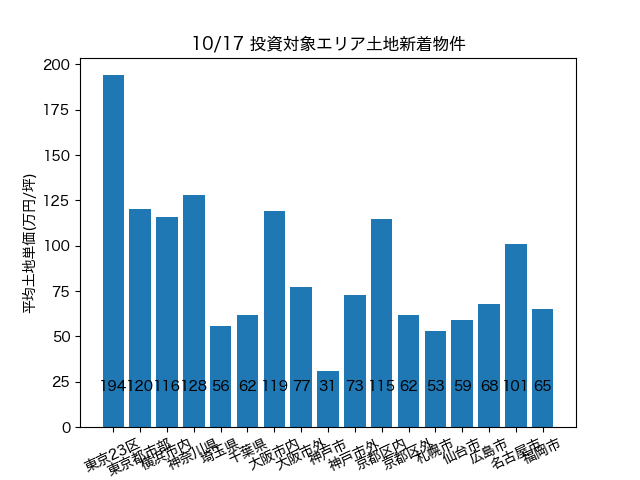 10/17 投資対象エリア土地新着物件
平均土地単価(万円/坪)
200
175
150
125
100
75
50
25
0
194 120 116 128 56 62 119 77 31 73 115 62 53 59 68 101 65
東京23区 東京都市部 横浜市内 神奈川県 埼玉県 千葉県 大阪市内 大阪市外 神戸市 神戸市外 京都区内 京都区外 札幌市 仙台市 広島市 名古屋市 福岡市